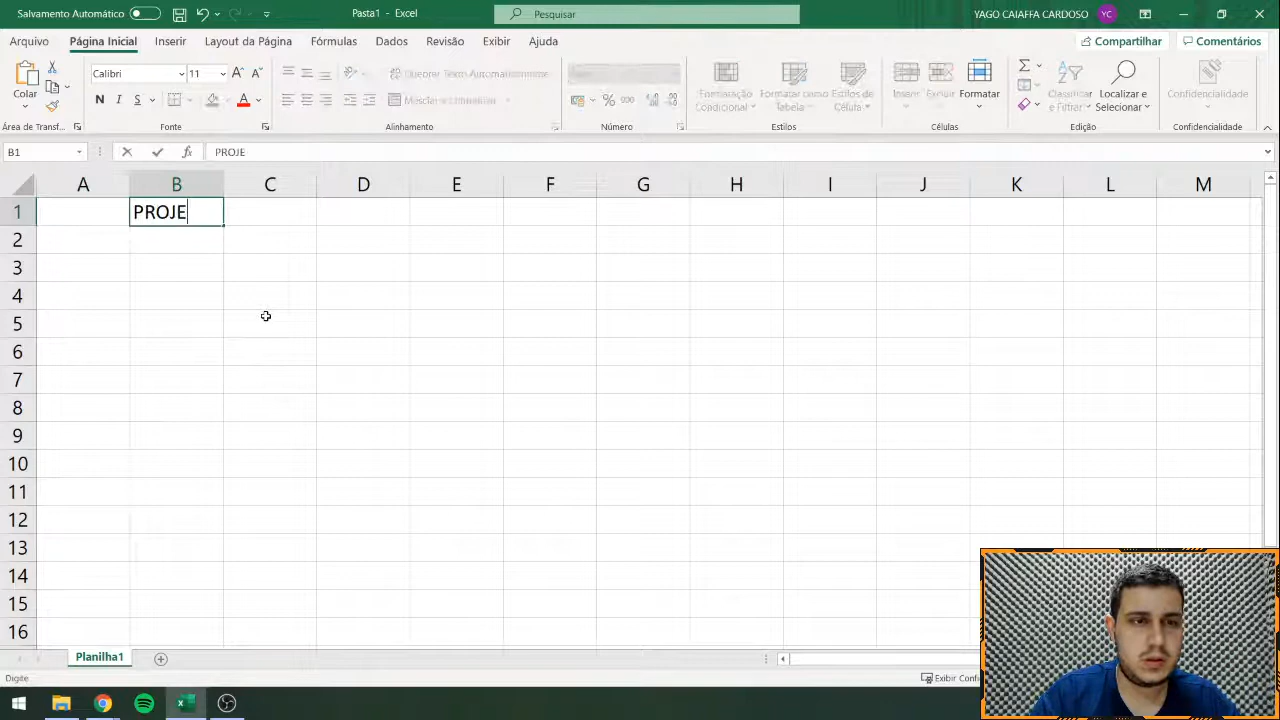 Salvamento Automático
Pasta1 - Excel
Pesquisar
YAGO CAIAFFA CARDOSO YC
Arquivo Página Inicial Inserir Layout da Página Fórmulas Dados Revisão Exibir Ajuda Compartilhar Comentários
Colar
Calibri 11
Quebrar Texto Automaticamente
N I S
Mesclar e Centralizar
% 000
Formatação Condicional
Formatar como Tabela
Estilos de Célula
Inserir Excluir Formatar
Classificar e Filtrar
Localizar e Selecionar
Confidencialidade
Área de Transf... Fonte Alinhamento Número Estilos Células Edição Confidencialidade
B1 fx PROJE
A B C D E F G H I J K L M
1 PROJE
2
3
4
5
6
7
8
9
10
11
12
13
14
15
16
Planilha1
Digite Exibir Confi